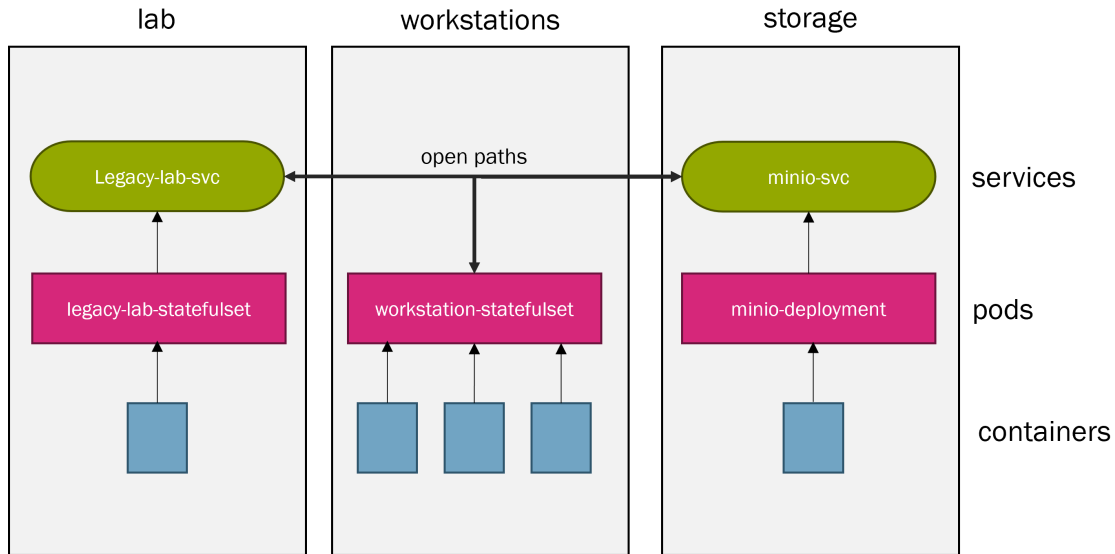 lab
workstations
storage
open paths
Legacy-lab-svc
minio-svc
services
legacy-lab-statefulset
workstation-statefulset
minio-deployment
pods
containers